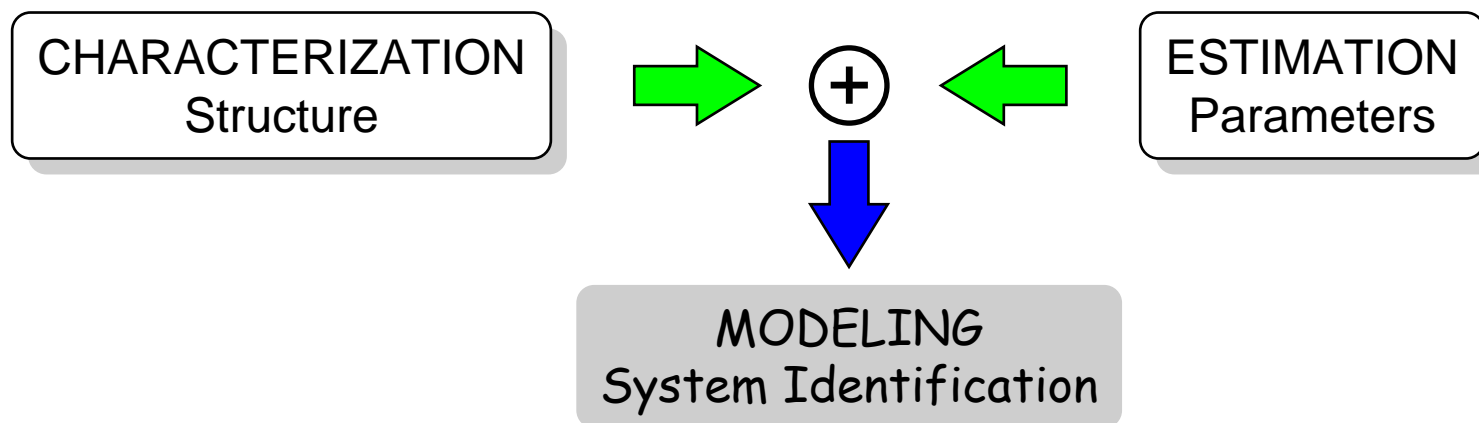 CHARACTERIZATION
Structure
+
ESTIMATION
Parameters
MODELING
System Identification